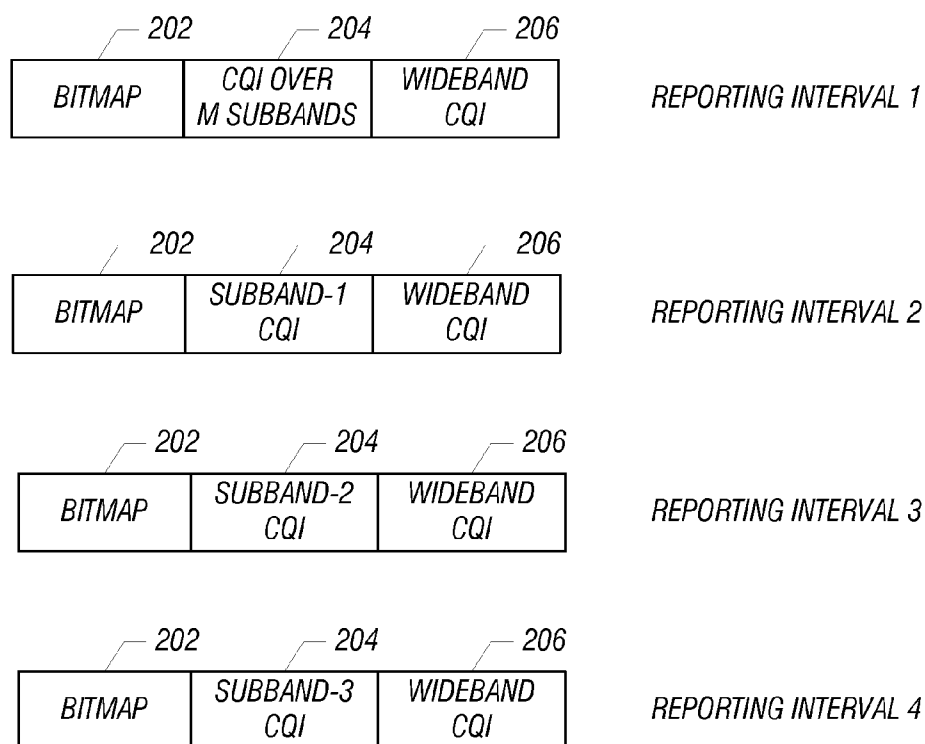 202 204 206
BITMAP CQI OVER M SUBBANDS WIDEBAND CQI REPORTING INTERVAL 1
202 204 206
BITMAP SUBBAND-1 CQI WIDEBAND CQI REPORTING INTERVAL 2
202 204 206
BITMAP SUBBAND-2 CQI WIDEBAND CQI REPORTING INTERVAL 3
202 204 206
BITMAP SUBBAND-3 CQI WIDEBAND CQI REPORTING INTERVAL 4